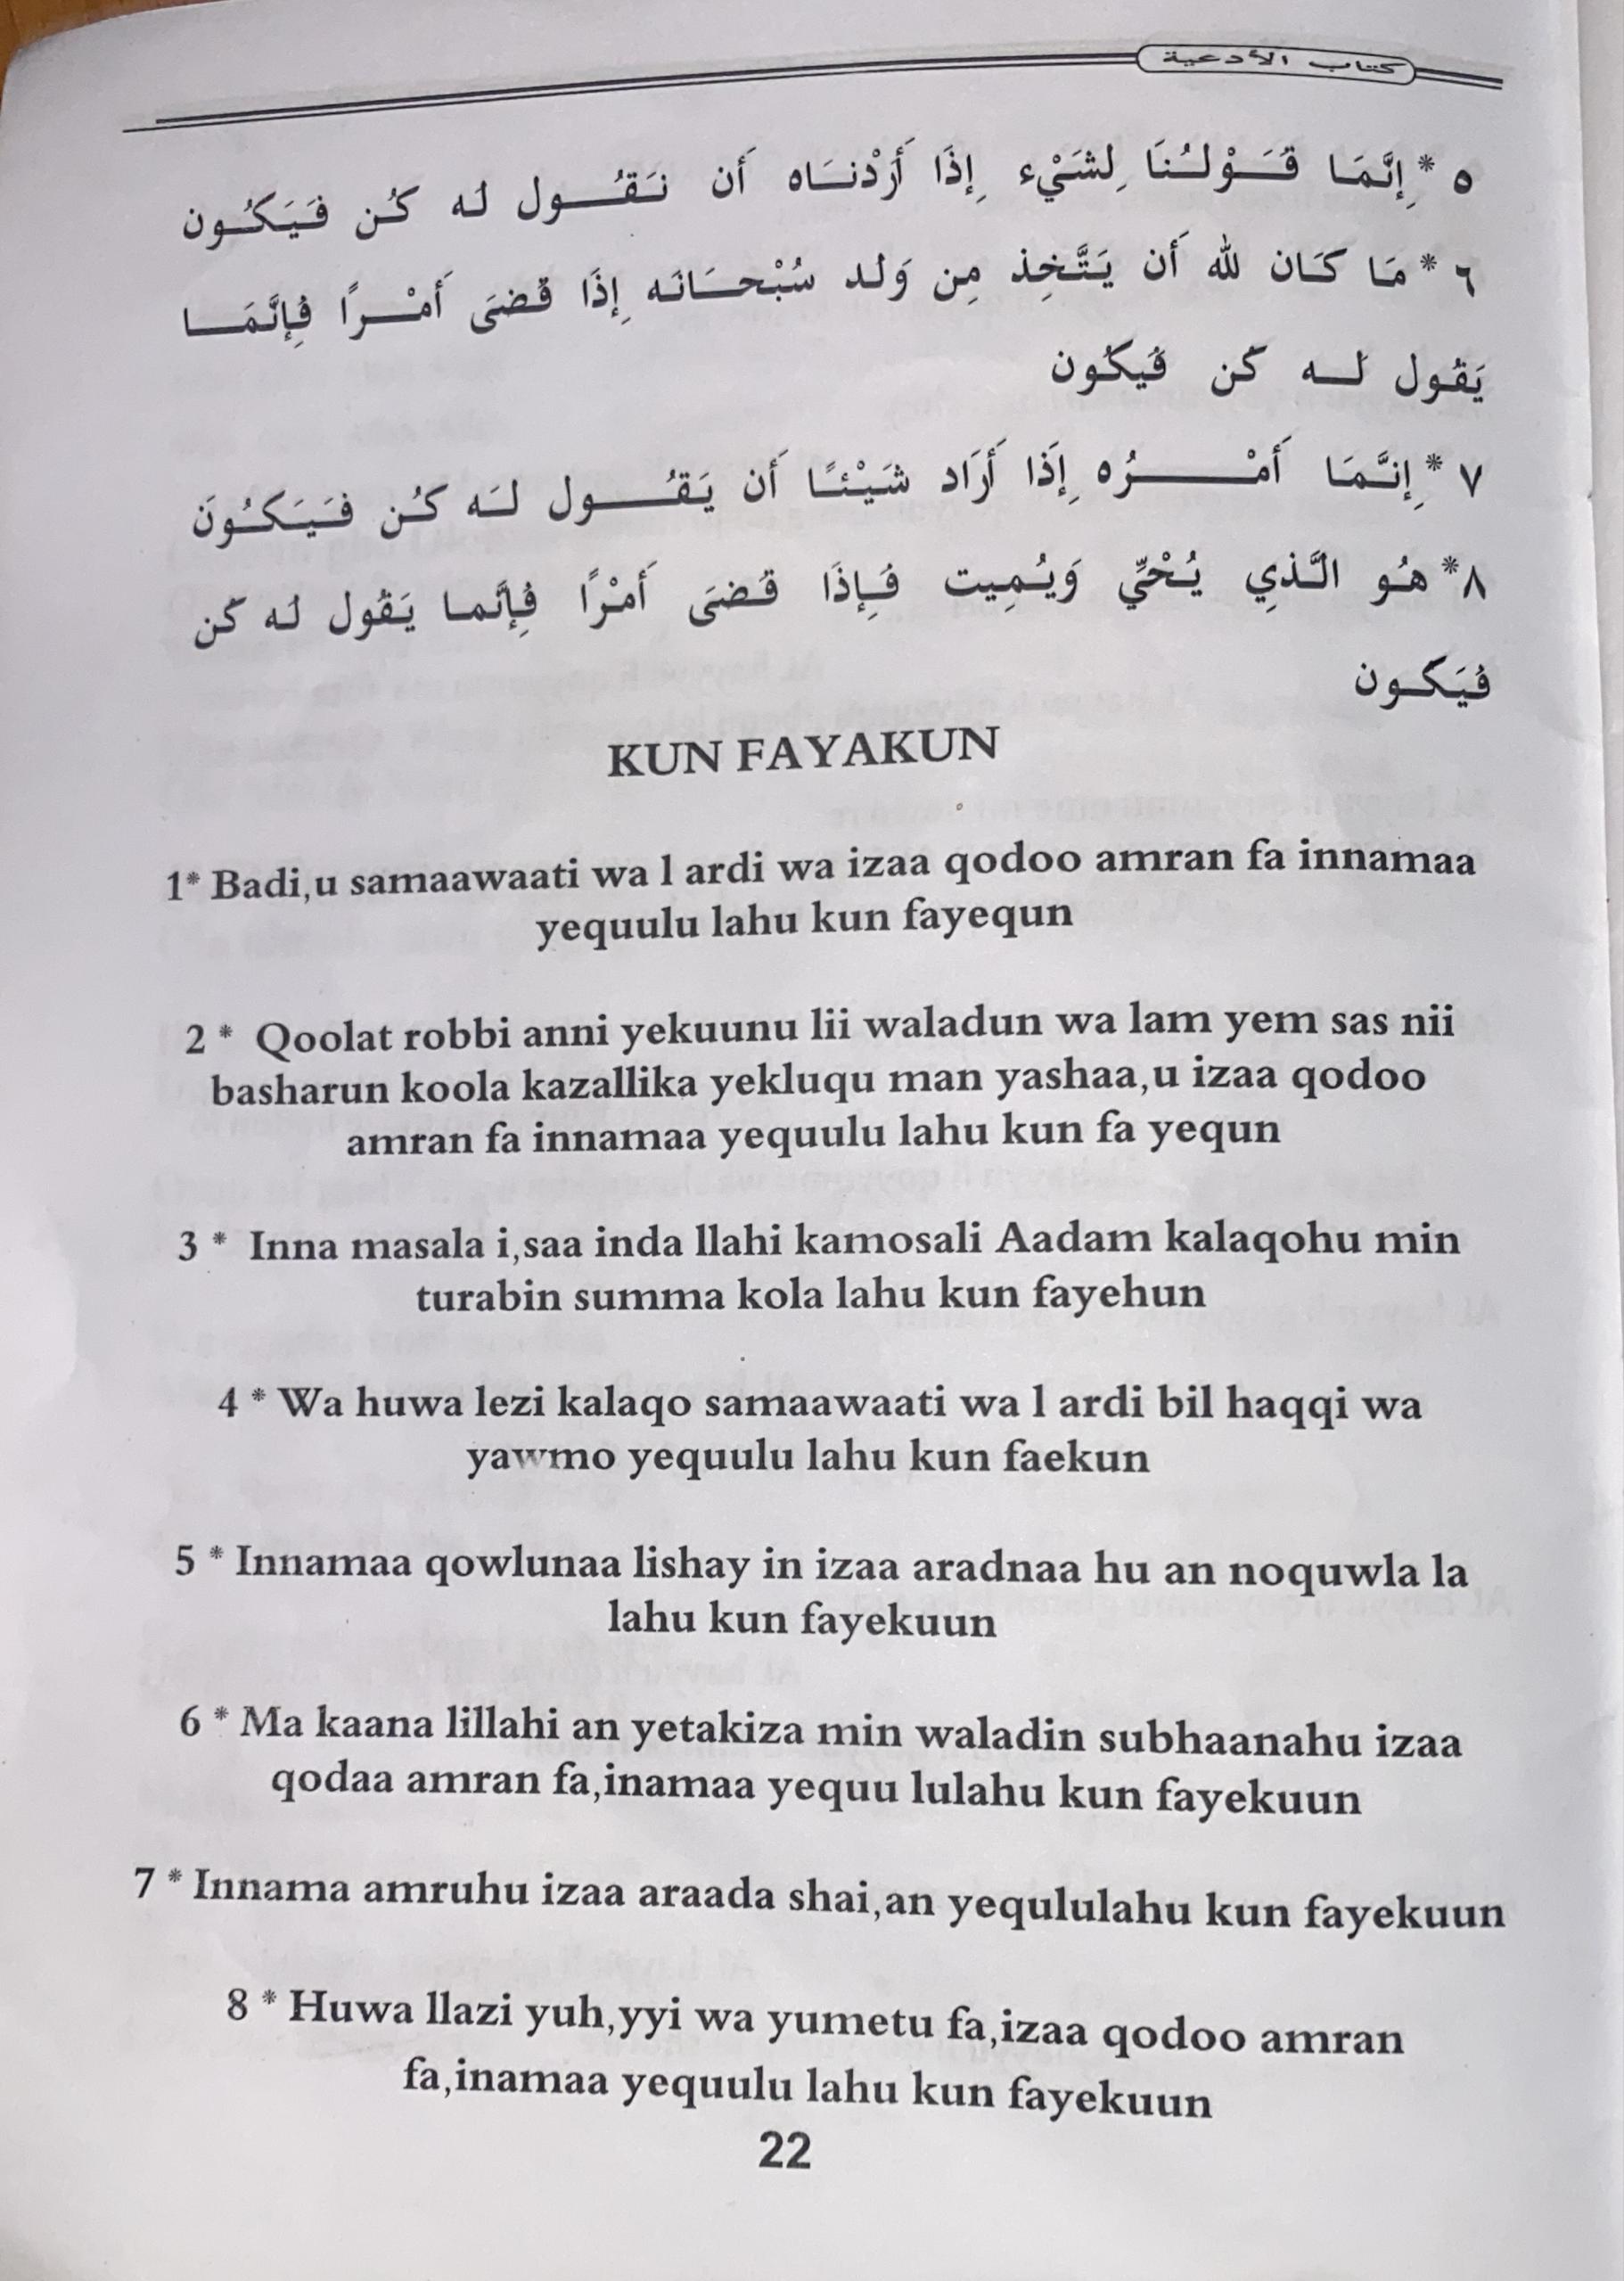 كتاب الأدعية
٥ *إِنَّمَا قَوْلُنَا لِشَيْء إِذَا أَرَدْنَاه أَن نَقُول لَه كُن فَيَكُون
٦ * مَا كَان لله أَن يَتَّخِذ مِن وَلد سُبْحَانَه إِذَا قَضىَ أَمْرًا فَإِنَّمَا
يَقُول لَه كُن فَيكُون
٧ *إِنَّمَا أَمْرُه إِذَا أَرَاد شَيْئًا أَن يَقُول لَه كُن فَيَكُونَ
٨* هُو الَّذِي يُحْيِّ وَيُمِيت فَإِذَا قَضىَ أَمْرًا فَإِنَّما يَقُول لَه كُن
فَيَكون
KUN FAYAKUN
1* Badi,u samaawaati wa l ardi wa izaa qodoo amran fa innamaa
yequulu lahu kun fayequn
2 * Qoolat robbi anni yekuunu lii waladun wa lam yem sas nii
basharun koola kazallika yekluqu man yashaa,u izaa qodoo
amran fa innamaa yequulu lahu kun fa yequn
3 * Inna masala i,saa inda llahi kamosali Aadam kalaqohu min
turabin summa kola lahu kun fayehun
4 * Wa huwa lezi kalaqo samaawaati wa l ardi bil haqqi wa
yawmo yequulu lahu kun faekun
5 * Innamaa qowlunaa lishay in izaa aradnaa hu an noquwla la
lahu kun fayekuun
6 * Ma kaana lillahi an yetakiza min waladin subhaanahu izaa
qodaa amran fa,inamaa yequu lulahu kun fayekuun
7 * Innama amruhu izaa araada shai,an yeqululahu kun fayekuun
8 * Huwa llazi yuh,yyi wa yumetu fa,izaa qodoo amran
fa,inamaa yequulu lahu kun fayekuun
22